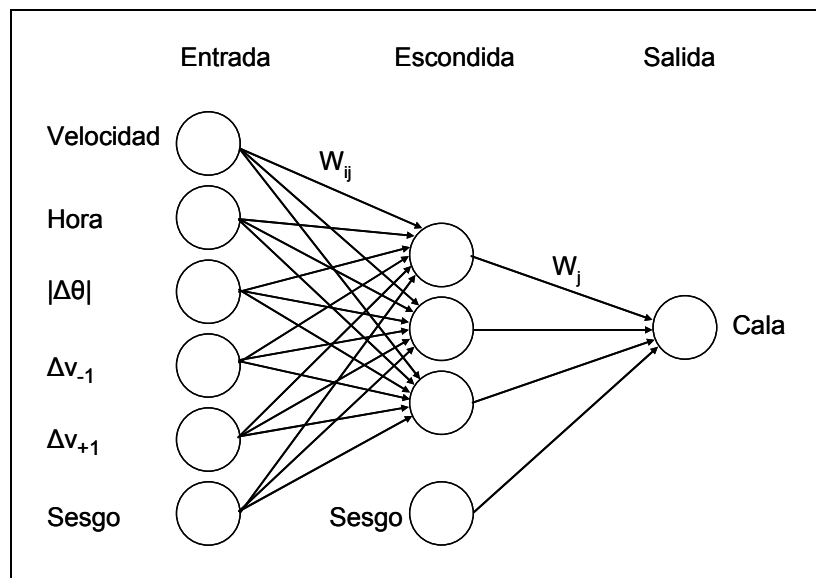 Entrada Escondida Salida
Velocidad
W_ij
Hora
W_j
|Δθ|
Cala
Δv_-1
Δv_+1
Sesgo
Sesgo